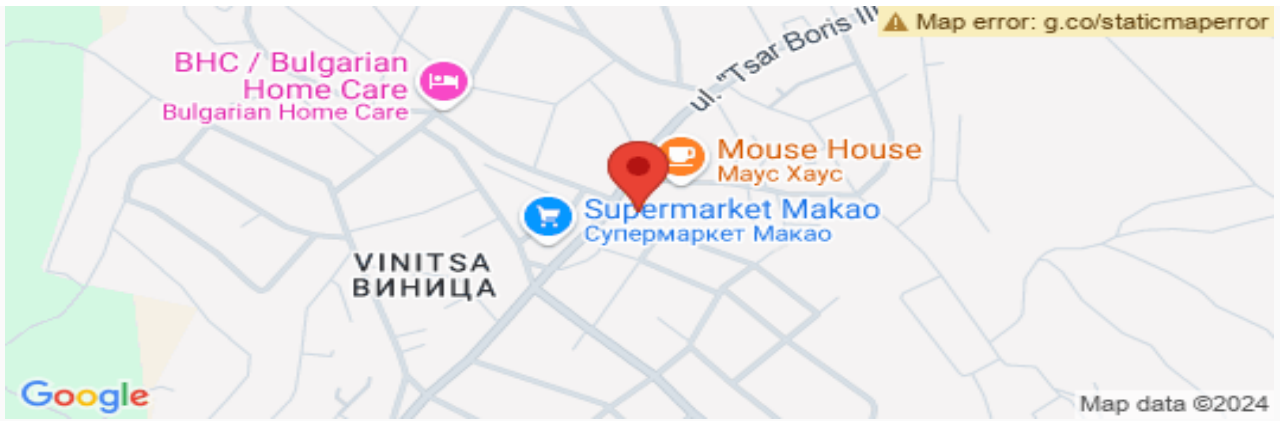 Map error: g.co/staticmaperror
ul. "Tsar Boris III
BHC / Bulgarian
Home Care
Bulgarian Home Care
Mouse House
Маус Хаус
Supermarket Makao
Супермаркет Макао
VINITSA
ВИНИЦА
Google
Map data ©2024